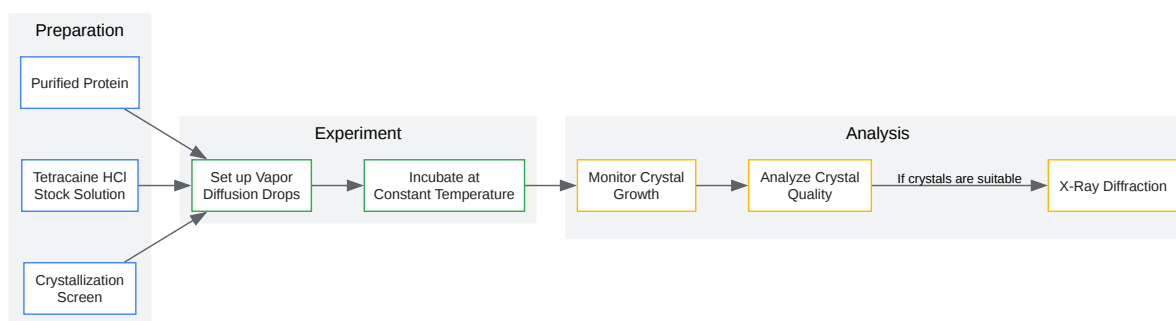 Preparation
Purified Protein
Tetracaine HCl
Stock Solution
Crystallization
Screen
Experiment
Set up Vapor
Diffusion Drops
Incubate at
Constant Temperature
Analysis
Monitor Crystal
Growth
Analyze Crystal
Quality
If crystals are suitable
X-Ray Diffraction